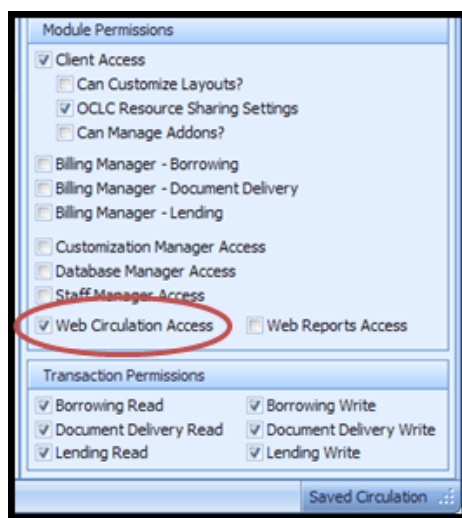 Module Permissions
Client Access
Can Customize Layouts?
OCLC Resource Sharing Settings
Can Manage Addons?
Billing Manager - Borrowing
Billing Manager - Document Delivery
Billing Manager - Lending
Customization Manager Access
Database Manager Access
Staff Manager Access
Web Circulation Access Web Reports Access
Transaction Permissions
Borrowing Read Borrowing Write
Document Delivery Read Document Delivery Write
Lending Read Lending Write
Saved Circulation